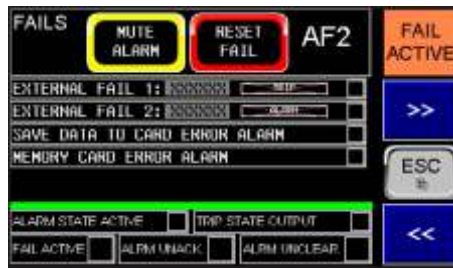 FAILS
MUTE ALARM
RESET FAIL
AF2
FAIL ACTIVE
EXTERNAL FAIL 1:
EXTERNAL FAIL 2:
ALARM
SAVE DATA TO CARD ERROR ALARM
MEMORY CARD ERROR ALARM
>>
ESC
ALARM STATE ACTIVE
TRIP STATE OUTPUT
FAIL ACTIVE
ALRM UNACK
ALRM UNCLEAR
<<